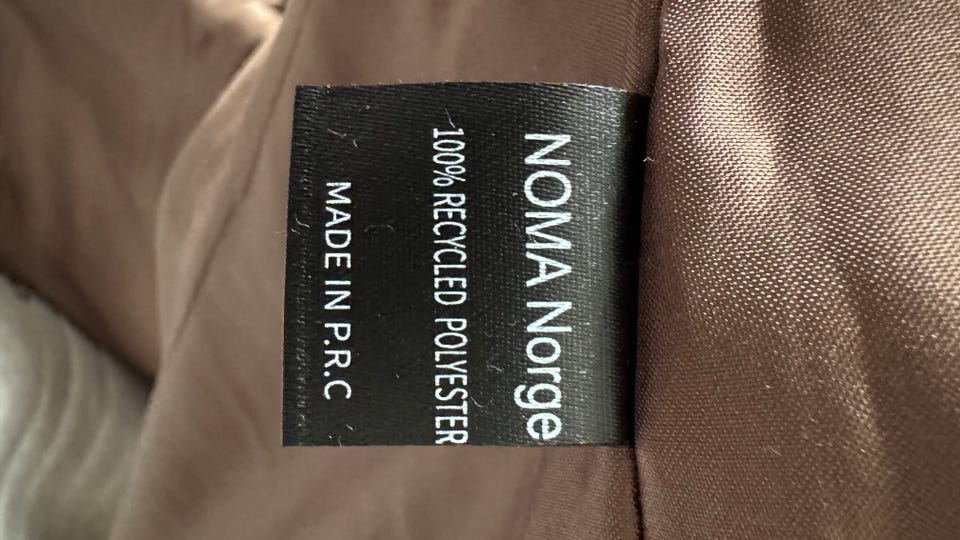 NOMA Norge
100% RECYCLED POLYESTER
MADE IN P.R.C